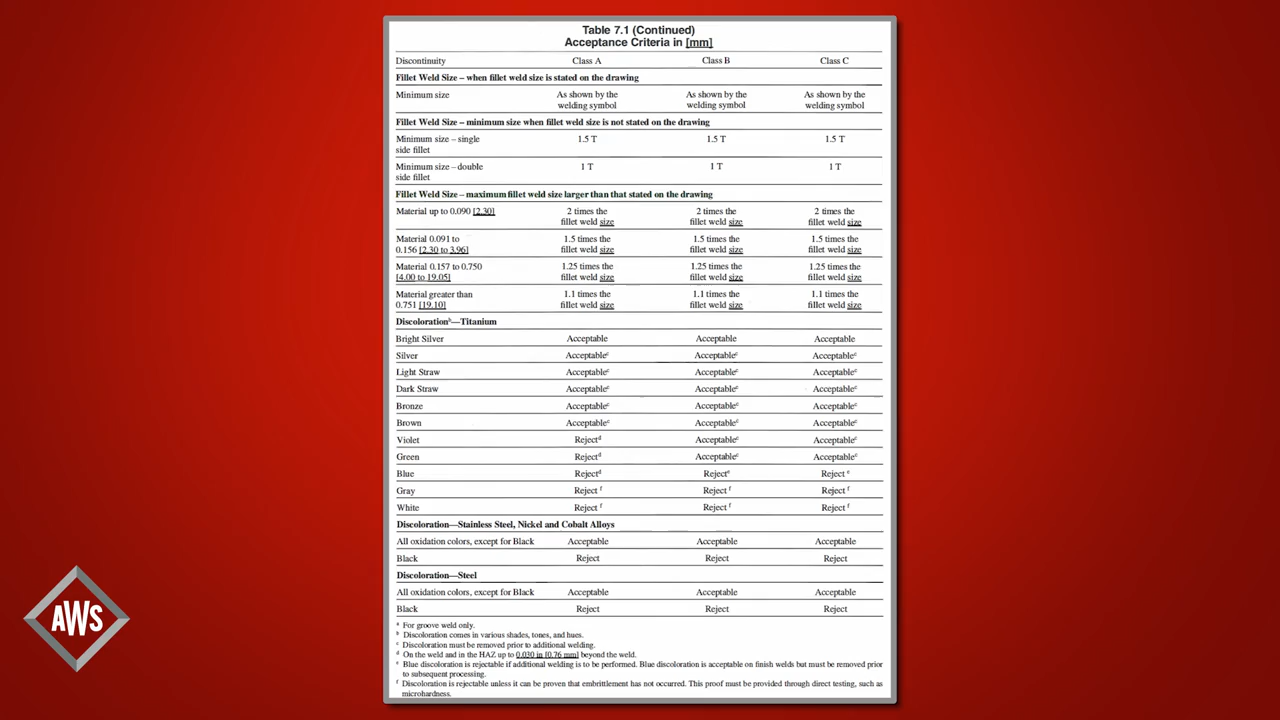 Table 7.1 (Continued)
Acceptance Criteria in [mm]
Discontinuity Class A Class B Class C
Fillet Weld Size – when fillet weld size is stated on the drawing
Minimum size As shown by the welding symbol As shown by the welding symbol As shown by the welding symbol
Fillet Weld Size – minimum size when fillet weld size is not stated on the drawing
Minimum size – single side fillet 1.5 T 1.5 T 1.5 T
Minimum size – double side fillet 1 T 1 T 1 T
Fillet Weld Size – maximum fillet weld size larger than that stated on the drawing
Material up to 0.090 [2.30] 2 times the fillet weld size 2 times the fillet weld size 2 times the fillet weld size
Material 0.091 to 0.156 [2.30 to 3.96] 1.5 times the fillet weld size 1.5 times the fillet weld size 1.5 times the fillet weld size
Material 0.157 to 0.750 [4.00 to 19.05] 1.25 times the fillet weld size 1.25 times the fillet weld size 1.25 times the fillet weld size
Material greater than 0.751 [19.10] 1.1 times the fillet weld size 1.1 times the fillet weld size 1.1 times the fillet weld size
Discoloration^b—Titanium
Bright Silver Acceptable Acceptable Acceptable
Silver Acceptable^c Acceptable^c Acceptable^c
Light Straw Acceptable^c Acceptable^c Acceptable^c
Dark Straw Acceptable^c Acceptable^c Acceptable^c
Bronze Acceptable^c Acceptable^c Acceptable^c
Brown Acceptable^c Acceptable^c Acceptable^c
Violet Reject^d Acceptable^c Acceptable^c
Green Reject^d Acceptable^c Acceptable^c
Blue Reject^d Reject^e Reject ^e
Gray Reject ^f Reject ^f Reject ^f
White Reject ^f Reject ^f Reject ^f
Discoloration—Stainless Steel, Nickel and Cobalt Alloys
All oxidation colors, except for Black Acceptable Acceptable Acceptable
Black Reject Reject Reject
Discoloration—Steel
All oxidation colors, except for Black Acceptable Acceptable Acceptable
Black Reject Reject Reject
a For groove weld only.
b Discoloration comes in various shades, tones, and hues.
c Discoloration must be removed prior to additional welding.
d On the weld and in the HAZ up to 0.030 in [0.76 mm] beyond the weld.
e Blue discoloration is rejectable if additional welding is to be performed. Blue discoloration is acceptable on finish welds but must be removed prior
to subsequent processing.
f Discoloration is rejectable unless it can be proven that embrittlement has not occurred. This proof must be provided through direct testing, such as
microhardness.
AWS